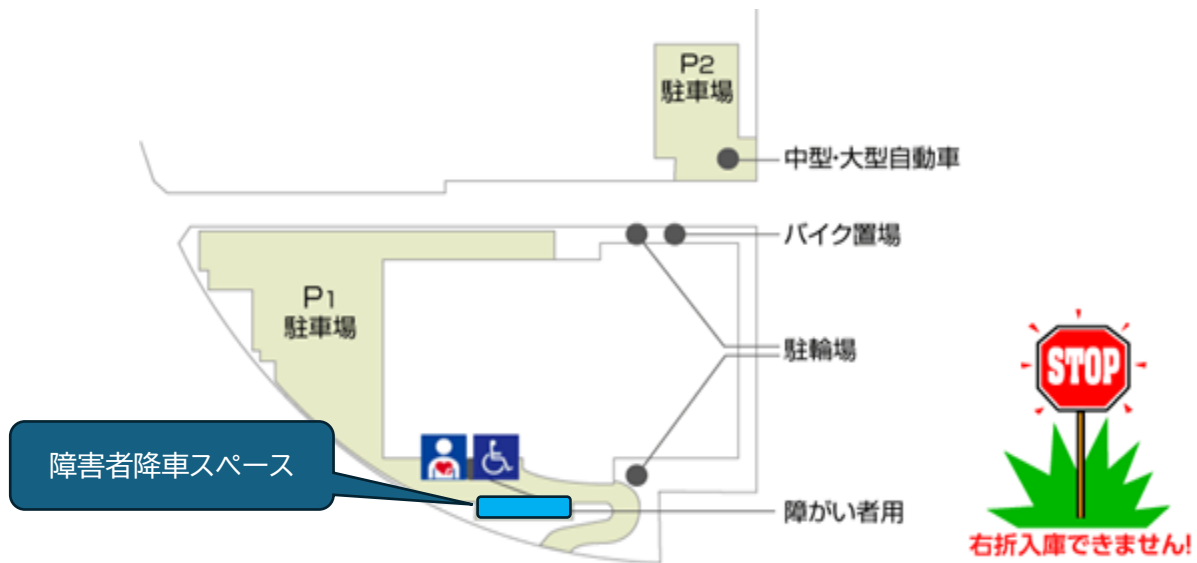 P2
駐車場
中型・大型自動車
バイク置場
P1
駐車場
駐輪場
STOP
障害者降車スペース
障がい者用
右折入庫できません!